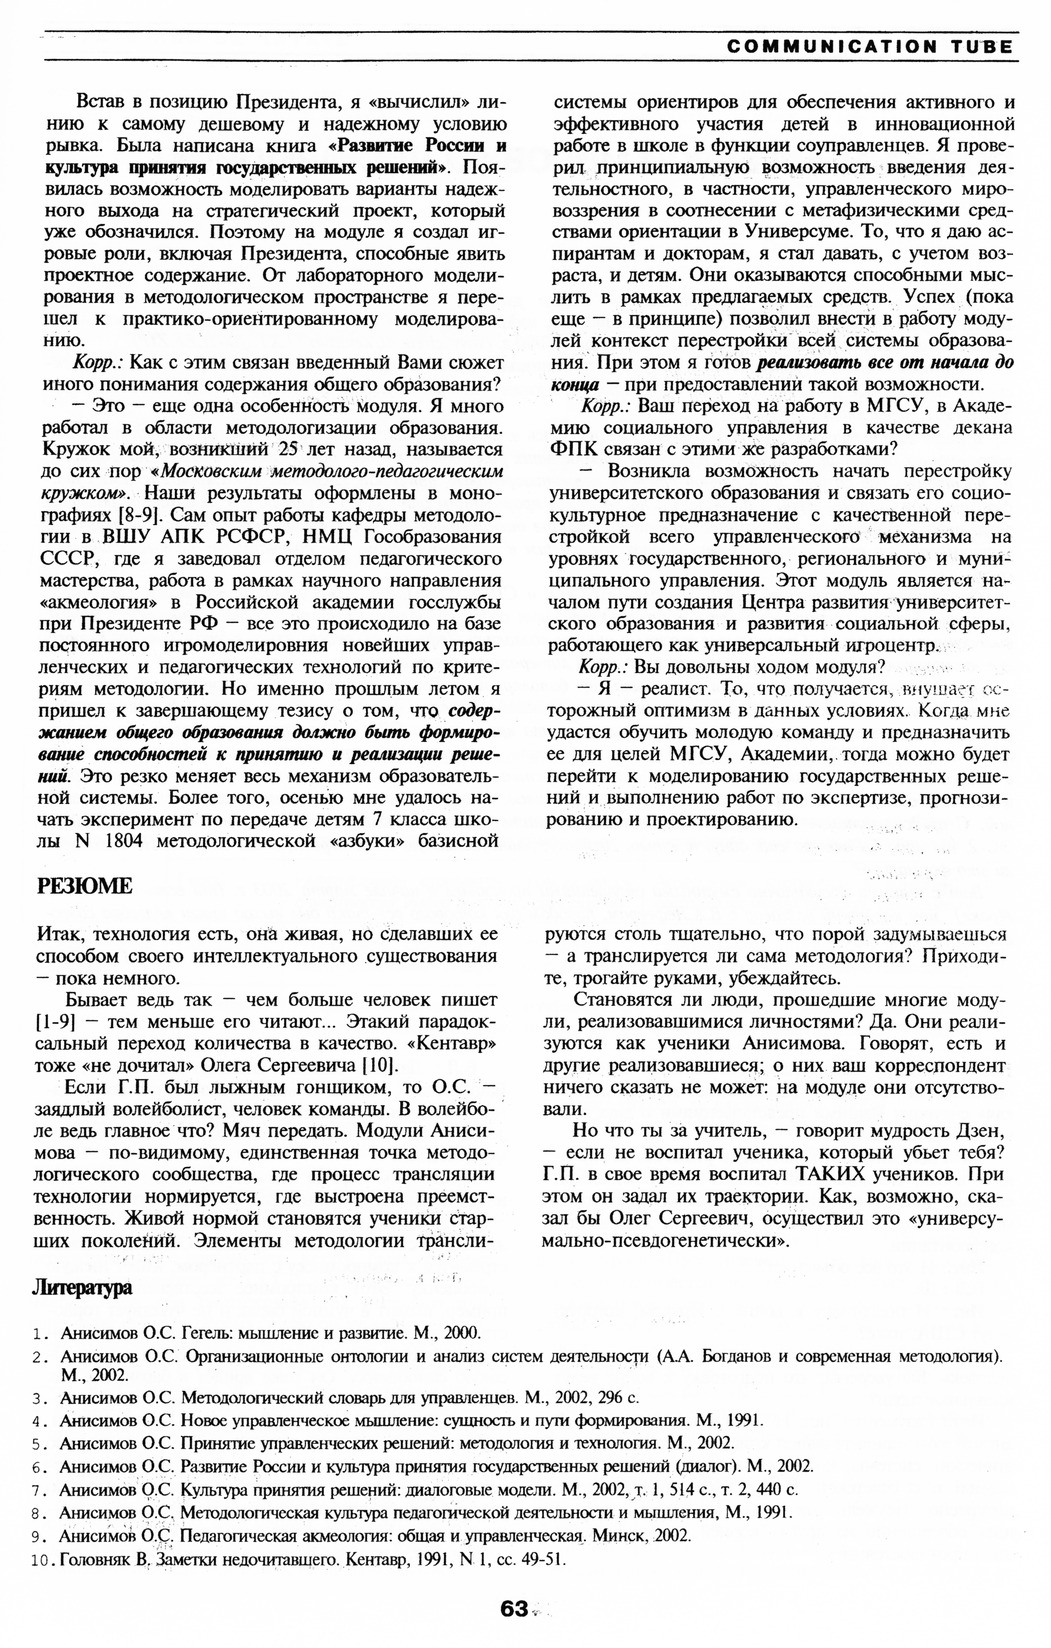 COMMUNICATION TUBE
Встав в позицию Президента, я «вычислил» ли-
нию к самому дешевому и надежному условию
рывка. Была написана книга «Развитие России и
культура принятия государственных решений». Поя-
вилась возможность моделировать варианты надеж-
ного выхода на стратегический проект, который
уже обозначился. Поэтому на модуле я создал иг-
ровые роли, включая Президента, способные явить
проектное содержание. От лабораторного модели-
рования в методологическом пространстве я пере-
шел к практико-ориентированному моделирова-
нию.
Корр.: Как с этим связан введенный Вами сюжет
иного понимания содержания общего образования?
— Это — еще одна особенность модуля. Я много
работал в области методологизации образования.
Кружок мой, возникший 25 лет назад, называется
до сих пор «Московским методолого-педагогическим
кружком». Наши результаты оформлены в моно-
графиях [8-9]. Сам опыт работы кафедры методоло-
гии в ВШУ АПК РСФСР, НМЦ Гособразования
СССР, где я заведовал отделом педагогического
мастерства, работа в рамках научного направления
«акмеология» в Российской академии госслужбы
при Президенте РФ — все это происходило на базе
постоянного игромоделировния новейших управ-
ленческих и педагогических технологий по крите-
риям методологии. Но именно прошлым летом я
пришел к завершающему тезису о том, что содер-
жанием общего образования должно быть формиро-
вание способностей к принятию и реализации реше-
ний. Это резко меняет весь механизм образователь-
ной системы. Более того, осенью мне удалось на-
чать эксперимент по передаче детям 7 класса шко-
лы N 1804 методологической «азбуки» базисной
системы ориентиров для обеспечения активного и
эффективного участия детей в инновационной
работе в школе в функции соуправленцев. Я прове-
рил принципиальную возможность введения дея-
тельностного, в частности, управленческого миро-
воззрения в соотнесении с метафизическими сред-
ствами ориентации в Универсуме. То, что я даю ас-
пирантам и докторам, я стал давать, с учетом воз-
раста, и детям. Они оказываются способными мыс-
лить в рамках предлагаемых средств. Успех (пока
еще — в принципе) позволил внести в работу моду-
лей контекст перестройки всей системы образова-
ния. При этом я готов реализовать все от начала до
конца — при предоставлений такой возможности.
Корр.: Ваш переход на работу в МГСУ, в Акаде-
мию социального управления в качестве декана
ФПК связан с этими же разработками?
— Возникла возможность начать перестройку
университетского образования и связать его социо-
культурное предназначение с качественной пере-
стройкой всего управленческого механизма на
уровнях государственного, регионального и муни-
ципального управления. Этот модуль является на-
чалом пути создания Центра развития университет-
ского образования и развития социальной сферы,
работающего как универсальный игроцентр.
Корр.: Вы довольны ходом модуля?
— Я — реалист. То, что получается, внушает ос-
торожный оптимизм в данных условиях. Когда мне
удастся обучить молодую команду и предназначить
ее для целей МГСУ, Академии, тогда можно будет
перейти к моделированию государственных реше-
ний и выполнению работ по экспертизе, прогнози-
рованию и проектированию.
РЕЗЮМЕ
Итак, технология есть, она живая, но сделавших ее
способом своего интеллектуального существования
— пока немного.
Бывает ведь так — чем больше человек пишет
[1-9] — тем меньше его читают... Этакий парадок-
сальный переход количества в качество. «Кентавр»
тоже «не дочитал» Олега Сергеевича [10].
Если Г.П. был лыжным гонщиком, то О.С. —
заядлый волейболист, человек команды. В волейбо-
ле ведь главное что? Мяч передать. Модули Аниси-
мова — по-видимому, единственная точка методо-
логического сообщества, где процесс трансляции
технологии нормируется, где выстроена преемст-
венность. Живой нормой становятся ученики стар-
ших поколений. Элементы методологии трансли-
руются столь тщательно, что порой задумываешься
— а транслируется ли сама методология? Приходи-
те, трогайте руками, убеждайтесь.
Становятся ли люди, прошедшие многие моду-
ли, реализовавшимися личностями? Да. Они реали-
зуются как ученики Анисимова. Говорят, есть и
другие реализовавшиеся; о них ваш корреспондент
ничего сказать не может: на модуле они отсутство-
вали.
Но что ты за учитель, — говорит мудрость Дзен,
— если не воспитал ученика, который убьет тебя?
Г.П. в свое время воспитал ТАКИХ учеников. При
этом он задал их траектории. Как, возможно, ска-
зал бы Олег Сергеевич, осуществил это «универсу-
мально-псевдогенетически».
Литература
1. Анисимов О.С. Гегель: мышление и развитие. М., 2000.
2. Анисимов О.С. Организационные онтологии и анализ систем деятельности (А.А. Богданов и современная методология).
М., 2002.
3. Анисимов О.С. Методологический словарь для управленцев. М., 2002, 296 с.
4. Анисимов О.С. Новое управленческое мышление: сущность и пути формирования. М., 1991.
5. Анисимов О.С. Принятие управленческих решений: методология и технология. М., 2002.
6. Анисимов О.С. Развитие России и культура принятия государственных решений (диалог). М., 2002.
7. Анисимов О.С. Культура принятия решений: диалоговые модели. М., 2002, т. 1, 514 с., т. 2, 440 с.
8. Анисимов О.С. Методологическая культура педагогической деятельности и мышления, М., 1991.
9. Анисимов О.С. Педагогическая акмеология: общая и управленческая. Минск, 2002.
10. Головняк В. Заметки недочитавшего. Кентавр, 1991, N 1, сс. 49-51.
63